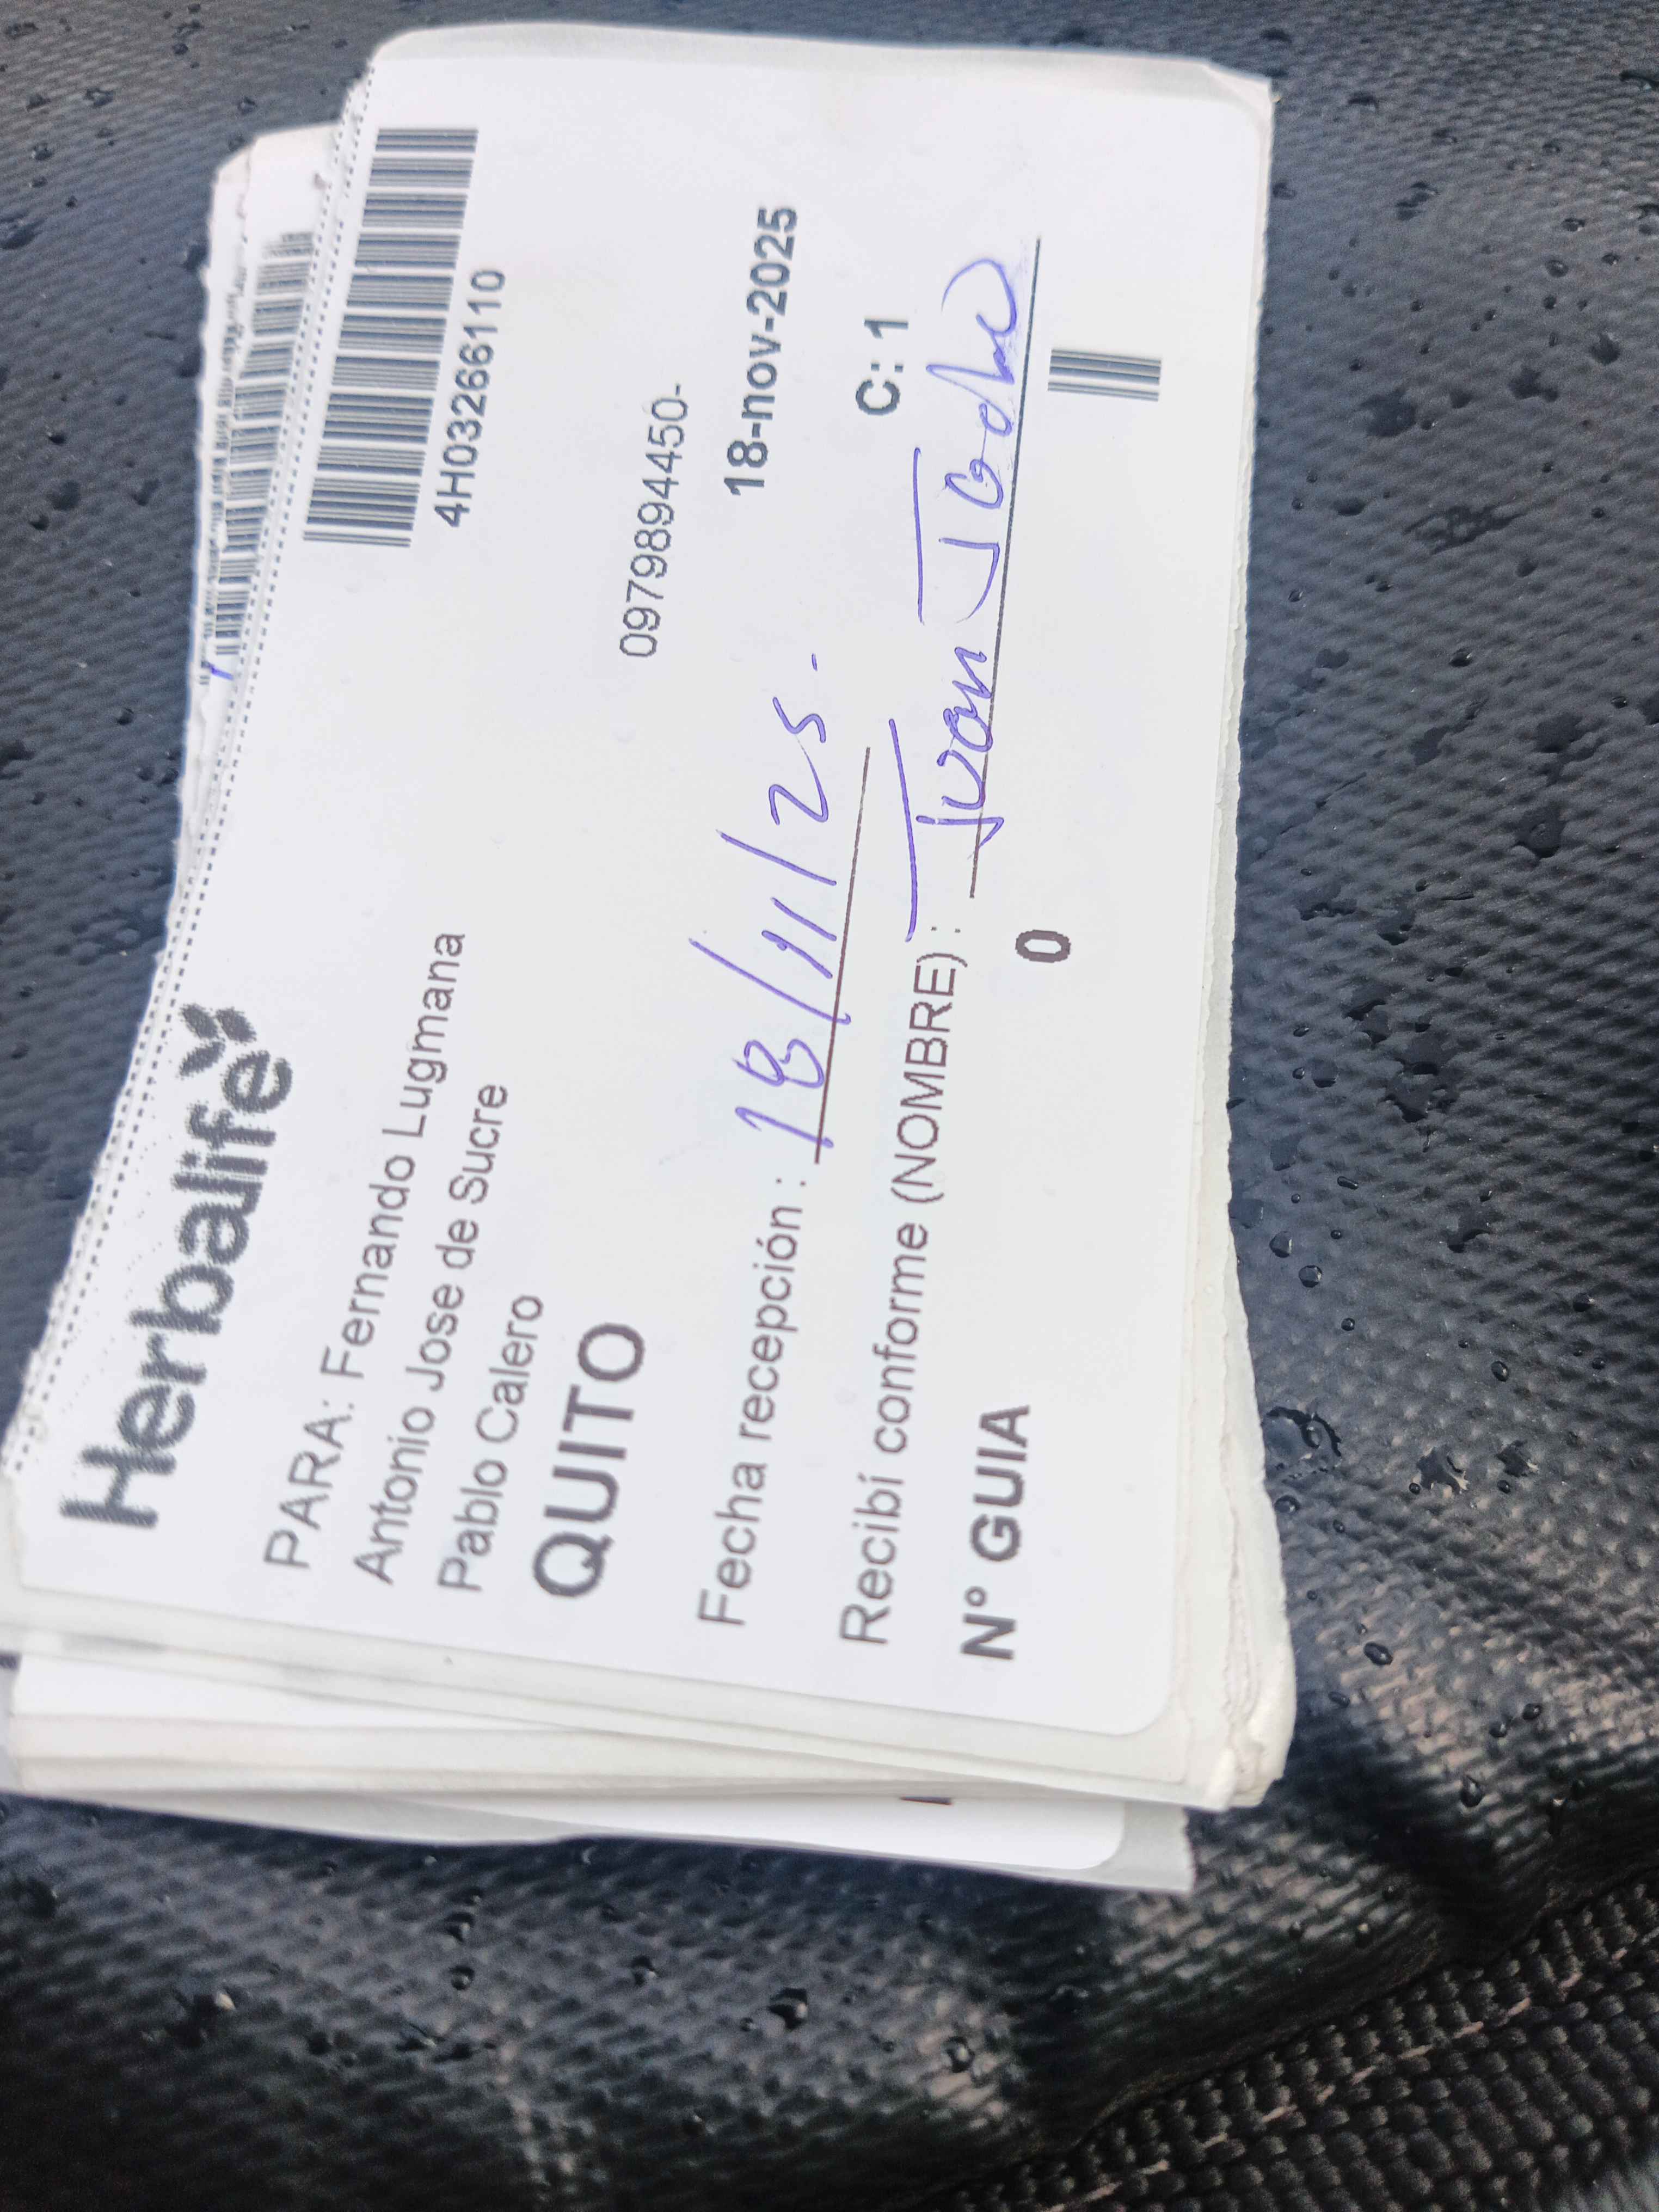 Herbalife
4H03266110
PARA: Fernando Lugmana
Antonio Jose de Sucre
Pablo Calero
QUITO
0979894450-
18-nov-2025
Fecha recepción : 18/11/25.
C: 1
Recibí conforme (NOMBRE) : Juan
N° GUIA
0